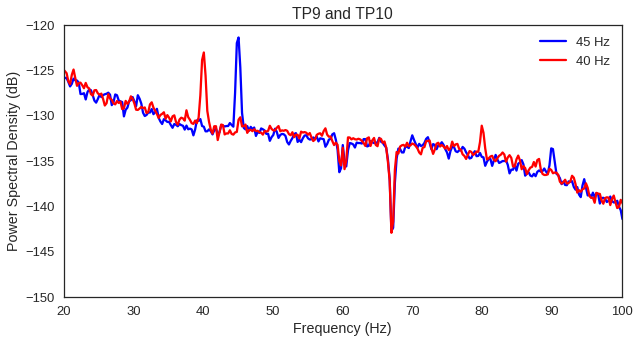 TP9 and TP10
Power Spectral Density (dB)
−120
−125
−130
−135
−140
−145
−150
45 Hz
40 Hz
20 30 40 50 60 70 80 90 100
Frequency (Hz)